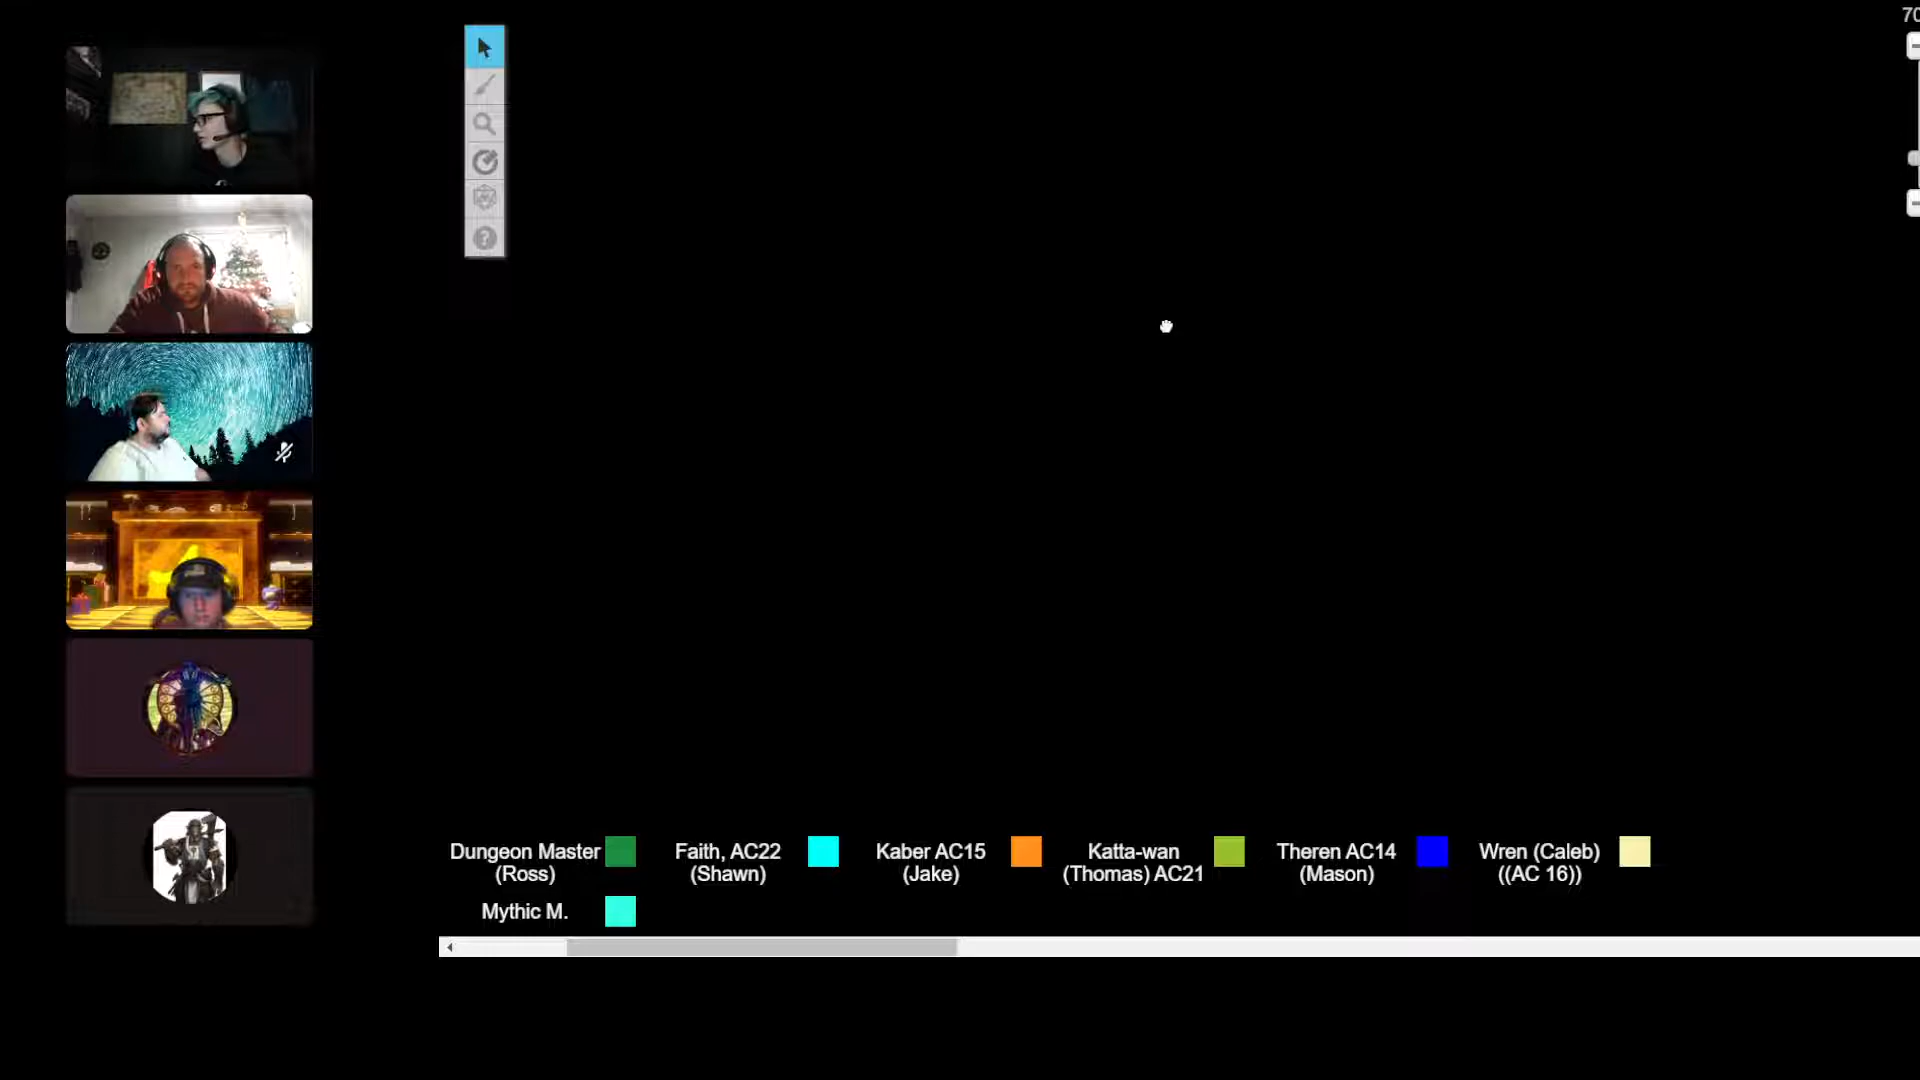 70
Dungeon Master
(Ross)
Faith, AC22
(Shawn)
Kaber AC15
(Jake)
Katta-wan
(Thomas) AC21
Theren AC14
(Mason)
Wren (Caleb)
((AC 16))
Mythic M.